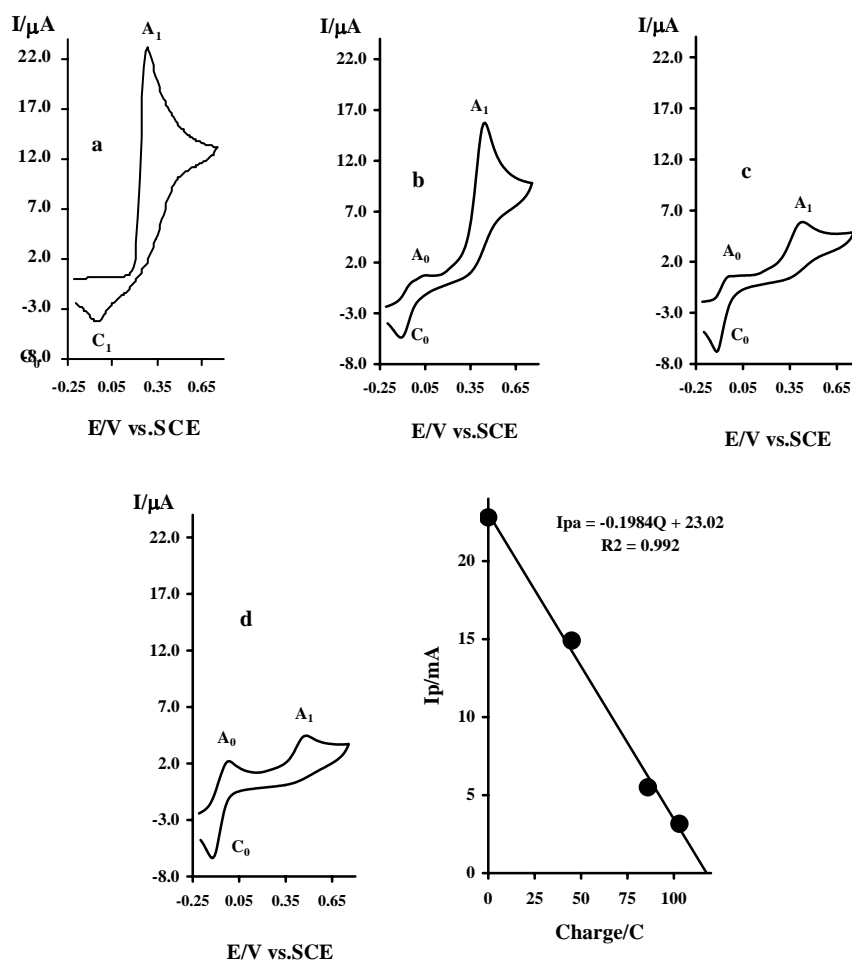 I/μA
A1
22.0
17.0
a
12.0
7.0
2.0
-3.0
C1
-8.0
-0.25 0.05 0.35 0.65
E/V vs.SCE
I/μA
22.0
17.0
A1
12.0
b
7.0
A0
2.0
-3.0
C0
-8.0
-0.25 0.05 0.35 0.65
E/V vs.SCE
I/μA
22.0
17.0
12.0
c
7.0
A1
A0
2.0
-3.0
C0
-8.0
-0.25 0.05 0.35 0.65
E/V vs.SCE
I/μA
22.0
17.0
d
12.0
7.0
A0 A1
2.0
-3.0
C0
-8.0
-0.25 0.05 0.35 0.65
E/V vs.SCE
Ipa = -0.1984Q + 23.02
R2 = 0.992
20
15
Ip/mA
10
5
0
0 25 50 75 100
Charge/C